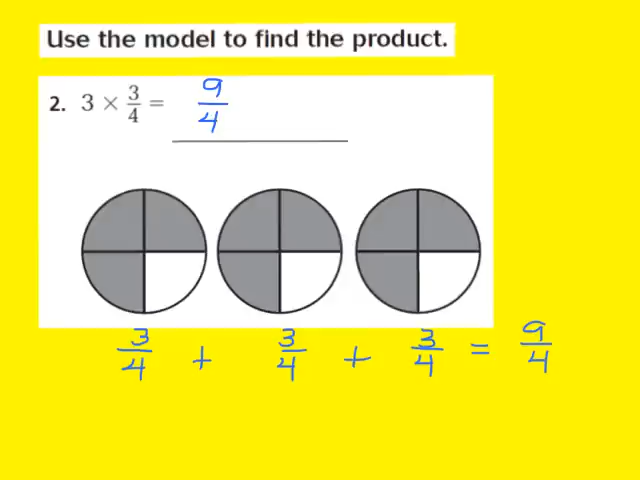 Use the model to find the product.
2. 3 × 3/4 = 9/4
3/4 + 3/4 + 3/4 = 9/4